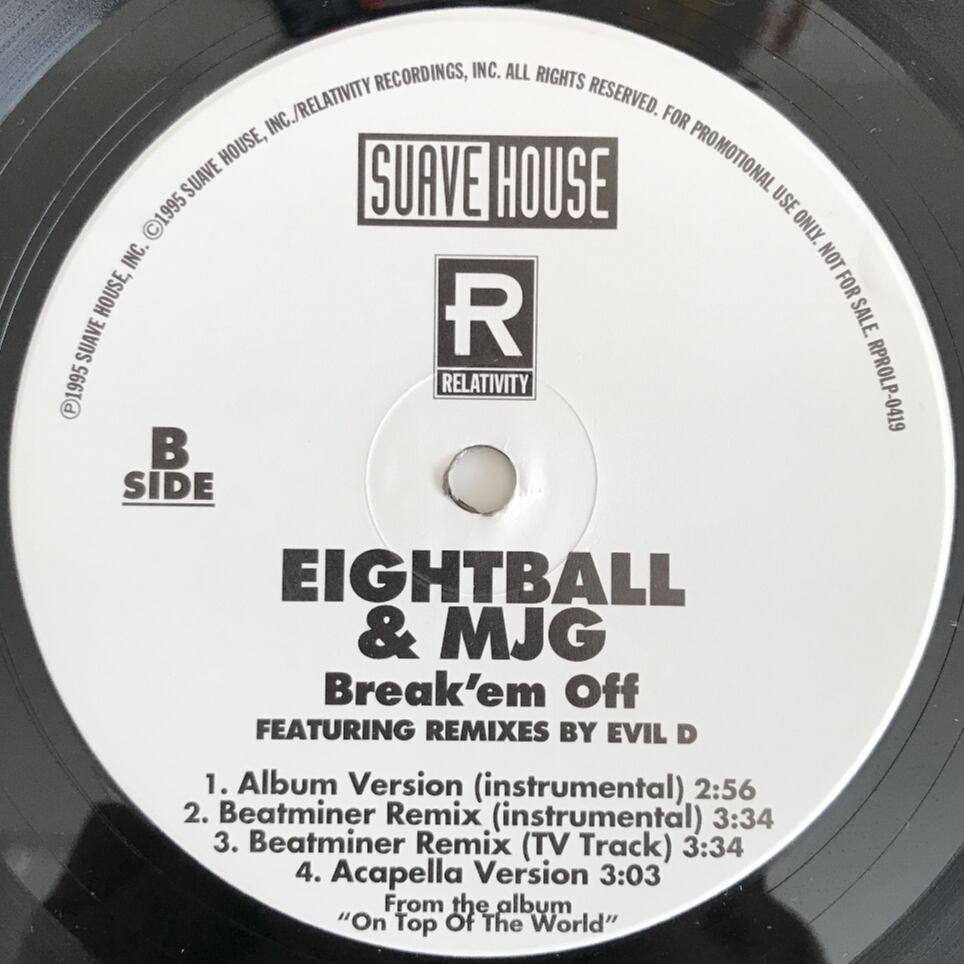 ℗1995 SUAVE HOUSE, INC. ©1995 SUAVE HOUSE, INC./RELATIVITY RECORDINGS, INC. ALL RIGHTS RESERVED. FOR PROMOTIONAL USE ONLY. NOT FOR SALE. RPROLP-0419
SUAVE HOUSE
R
RELATIVITY
B
SIDE
EIGHTBALL
& MJG
Break'em Off
FEATURING REMIXES BY EVIL D
1. Album Version (instrumental) 2:56
2. Beatminer Remix (instrumental) 3:34
3. Beatminer Remix (TV Track) 3:34
4. Acapella Version 3:03
From the album
"On Top Of The World"